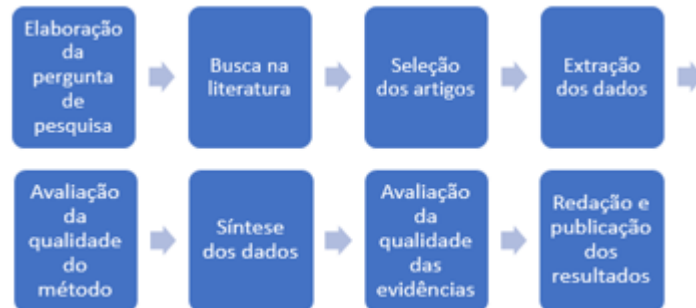 Elaboração
da
pergunta
de
pesquisa
Busca na
literatura
Seleção
dos artigos
Extração
dos dados
Avaliação
da
qualidade
do
método
Síntese
dos dados
Avaliação
da
qualidade
das
evidências
Redação e
publicação
dos
resultados